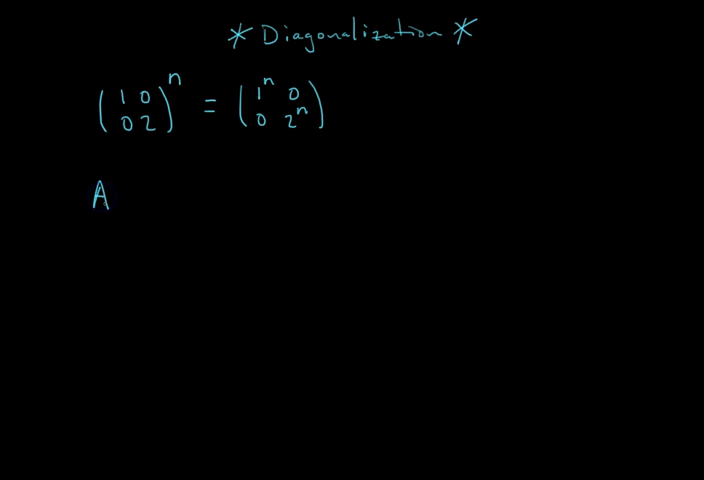 * Diagonalization *
(1 0
0 2)^n = (1^n 0
0 2^n)
A